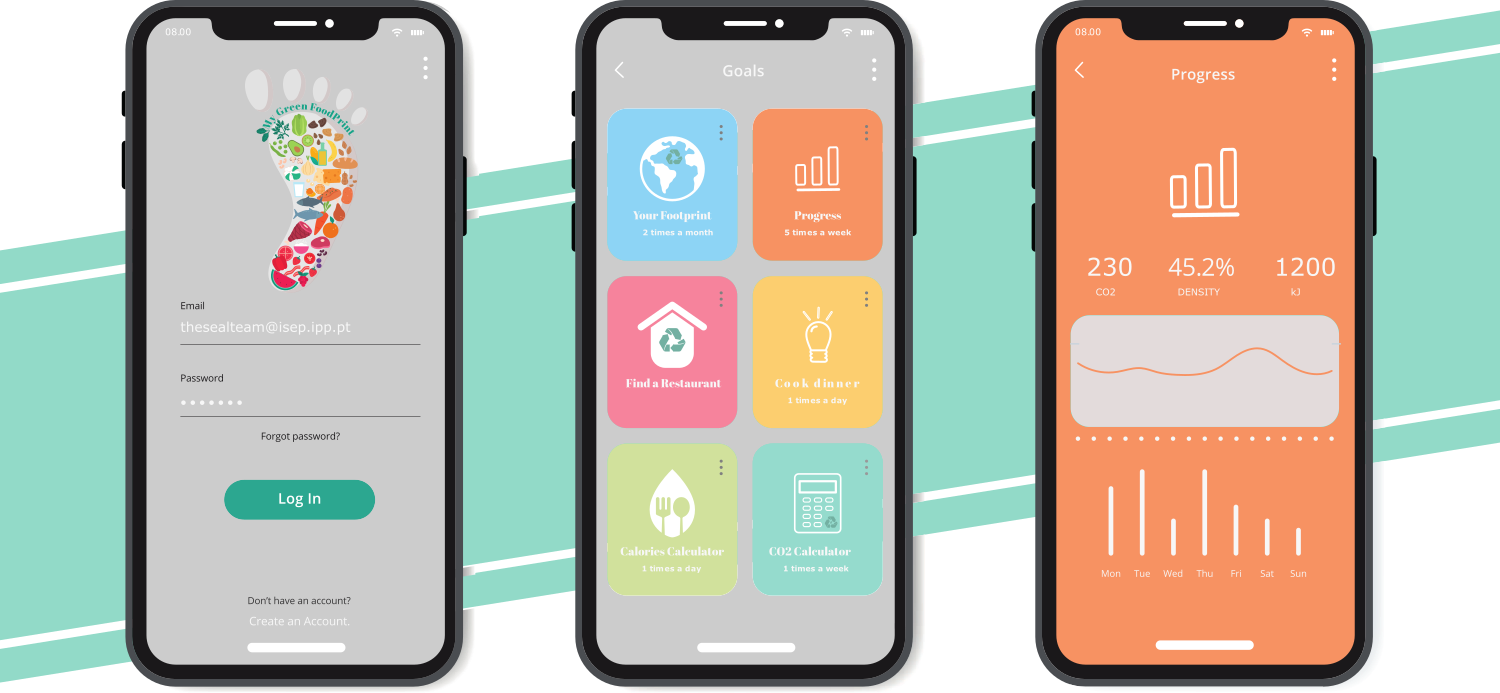 08.00
My Green FoodPrint
Email
thesealteam@isep.ipp.pt
Password
Forgot password?
Log In
Don't have an account?
Create an Account.
Goals
Your Footprint
2 times a month
Progress
5 times a week
Find a Restaurant
Cook dinner
1 times a day
Calories Calculator
1 times a day
CO2 Calculator
1 times a week
08.00
Progress
230 45.2% 1200
CO2 DENSITY kJ
Mon Tue Wed Thu Fri Sat Sun